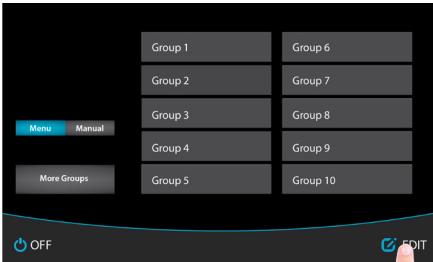 Group 1
Group 6
Group 2
Group 7
Group 3
Group 8
Menu
Manual
Group 4
Group 9
More Groups
Group 5
Group 10
OFF
EDIT